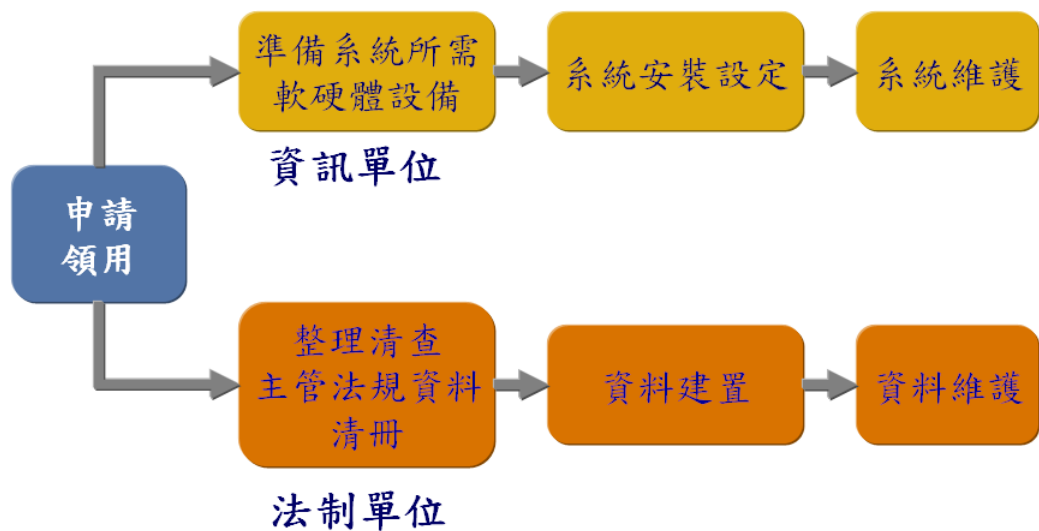 準備系統所需
軟硬體設備
系統安裝設定
系統維護
資訊單位
申請
領用
整理清查
主管法規資料
清冊
資料建置
資料維護
法制單位